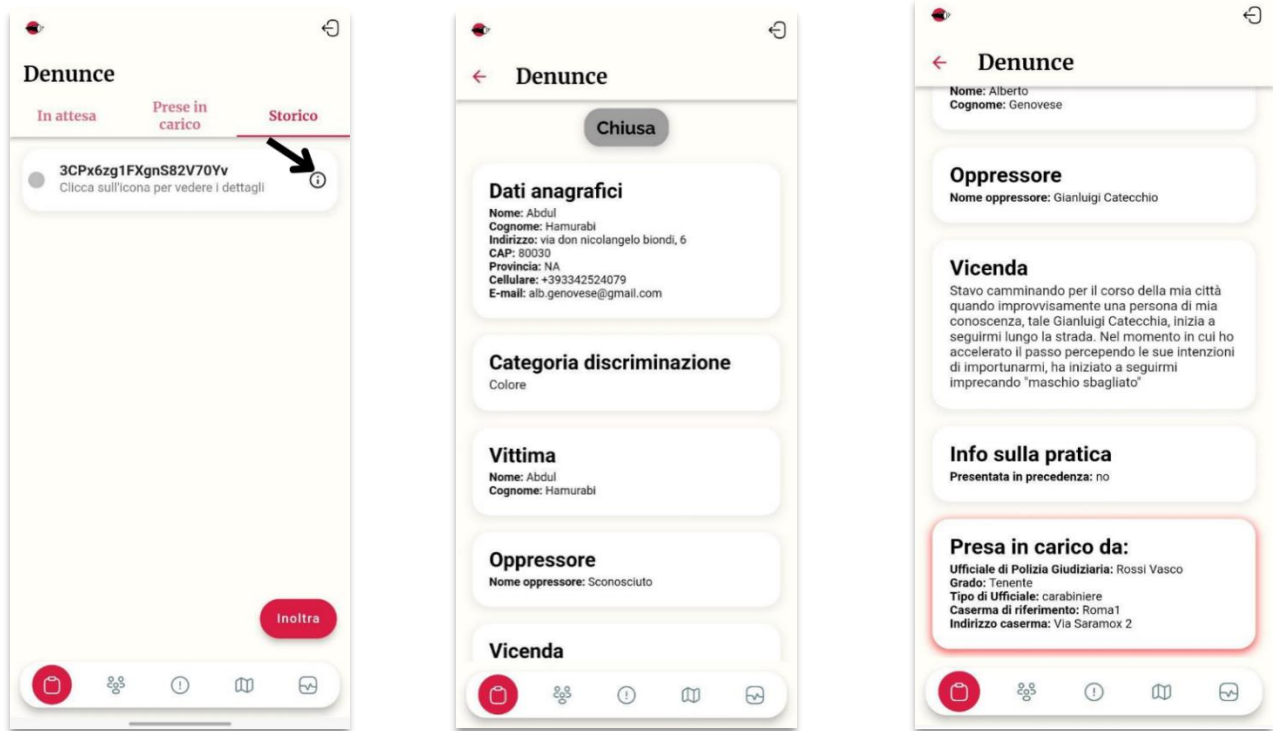 Denunce
In attesa
Prese in
carico
Storico
3CPx6zg1FXgnS82V70Yv
Clicca sull'icona per vedere i dettagli
Inoltra
Denunce
Chiusa
Dati anagrafici
Nome: Abdul
Cognome: Hamurabi
Indirizzo: via don nicolangelo biondi, 6
CAP: 80030
Provincia: NA
Cellulare: +393342524079
E-mail: alb.genovese@gmail.com
Categoria discriminazione
Colore
Vittima
Nome: Abdul
Cognome: Hamurabi
Oppressore
Nome oppressore: Sconosciuto
Vicenda
Denunce
Nome: Alberto
Cognome: Genovese
Oppressore
Nome oppressore: Gianluigi Catecchio
Vicenda
Stavo camminando per il corso della mia città
quando improvvisamente una persona di mia
conoscenza, tale Gianluigi Catecchia, inizia a
seguirmi lungo la strada. Nel momento in cui ho
accelerato il passo percependo le sue intenzioni
di importunarmi, ha iniziato a seguirmi
imprecando "maschio sbagliato"
Info sulla pratica
Presentata in precedenza: no
Presa in carico da:
Ufficiale di Polizia Giudiziaria: Rossi Vasco
Grado: Tenente
Tipo di Ufficiale: carabiniere
Caserma di riferimento: Roma1
Indirizzo caserma: Via Saramox 2